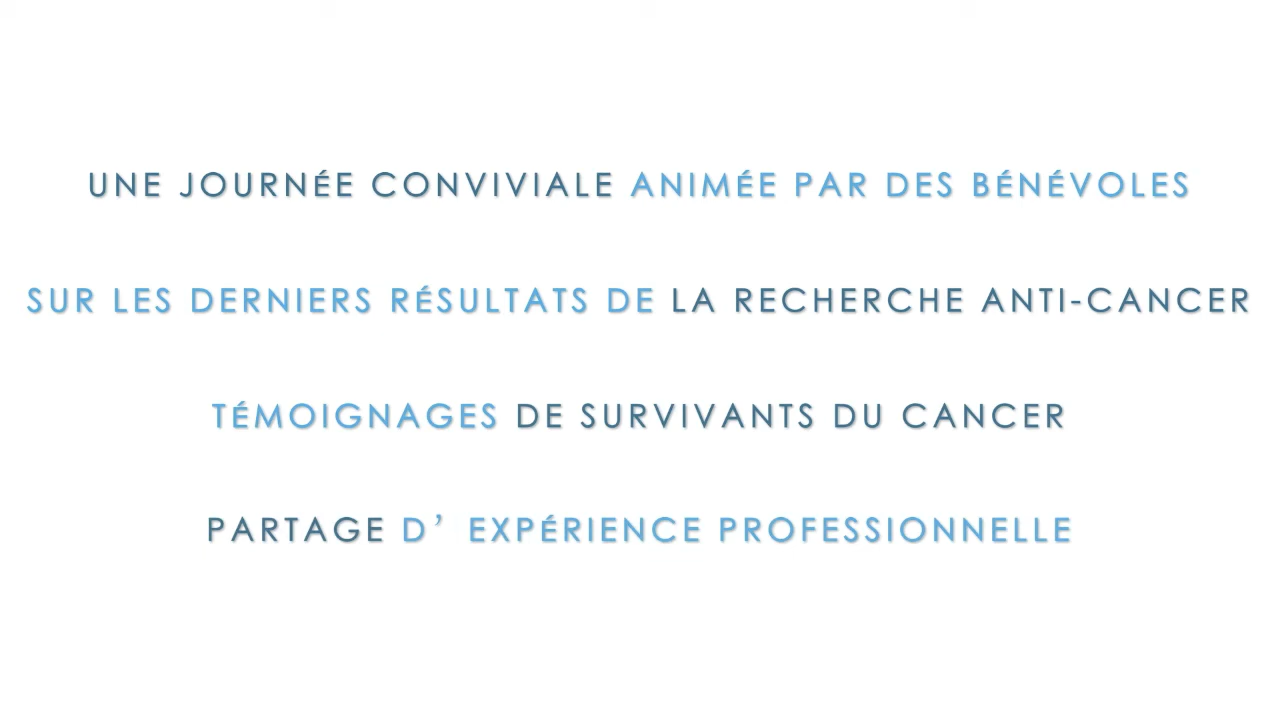 UNE JOURNÉE CONVIVIALE ANIMÉE PAR DES BÉNÉVOLES
SUR LES DERNIERS RÉSULTATS DE LA RECHERCHE ANTI-CANCER
TÉMOIGNAGES DE SURVIVANTS DU CANCER
PARTAGE D’ EXPÉRIENCE PROFESSIONNELLE